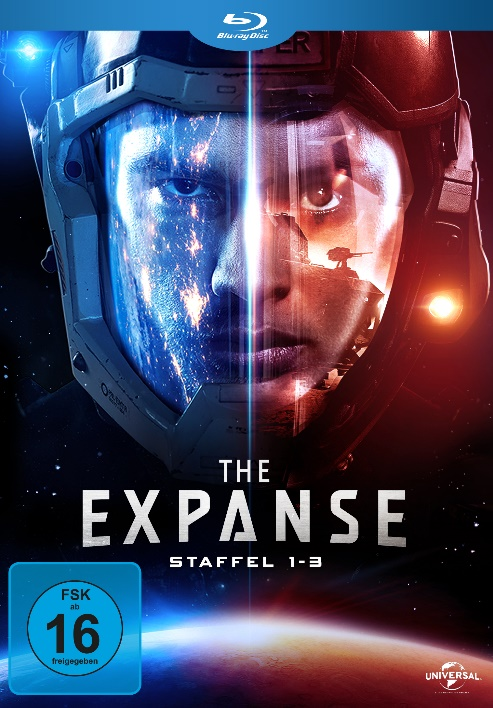 Blu-ray Disc
THE
EXPANSE
STAFFEL 1-3
FSK
ab
16
freigegeben
UNIVERSAL